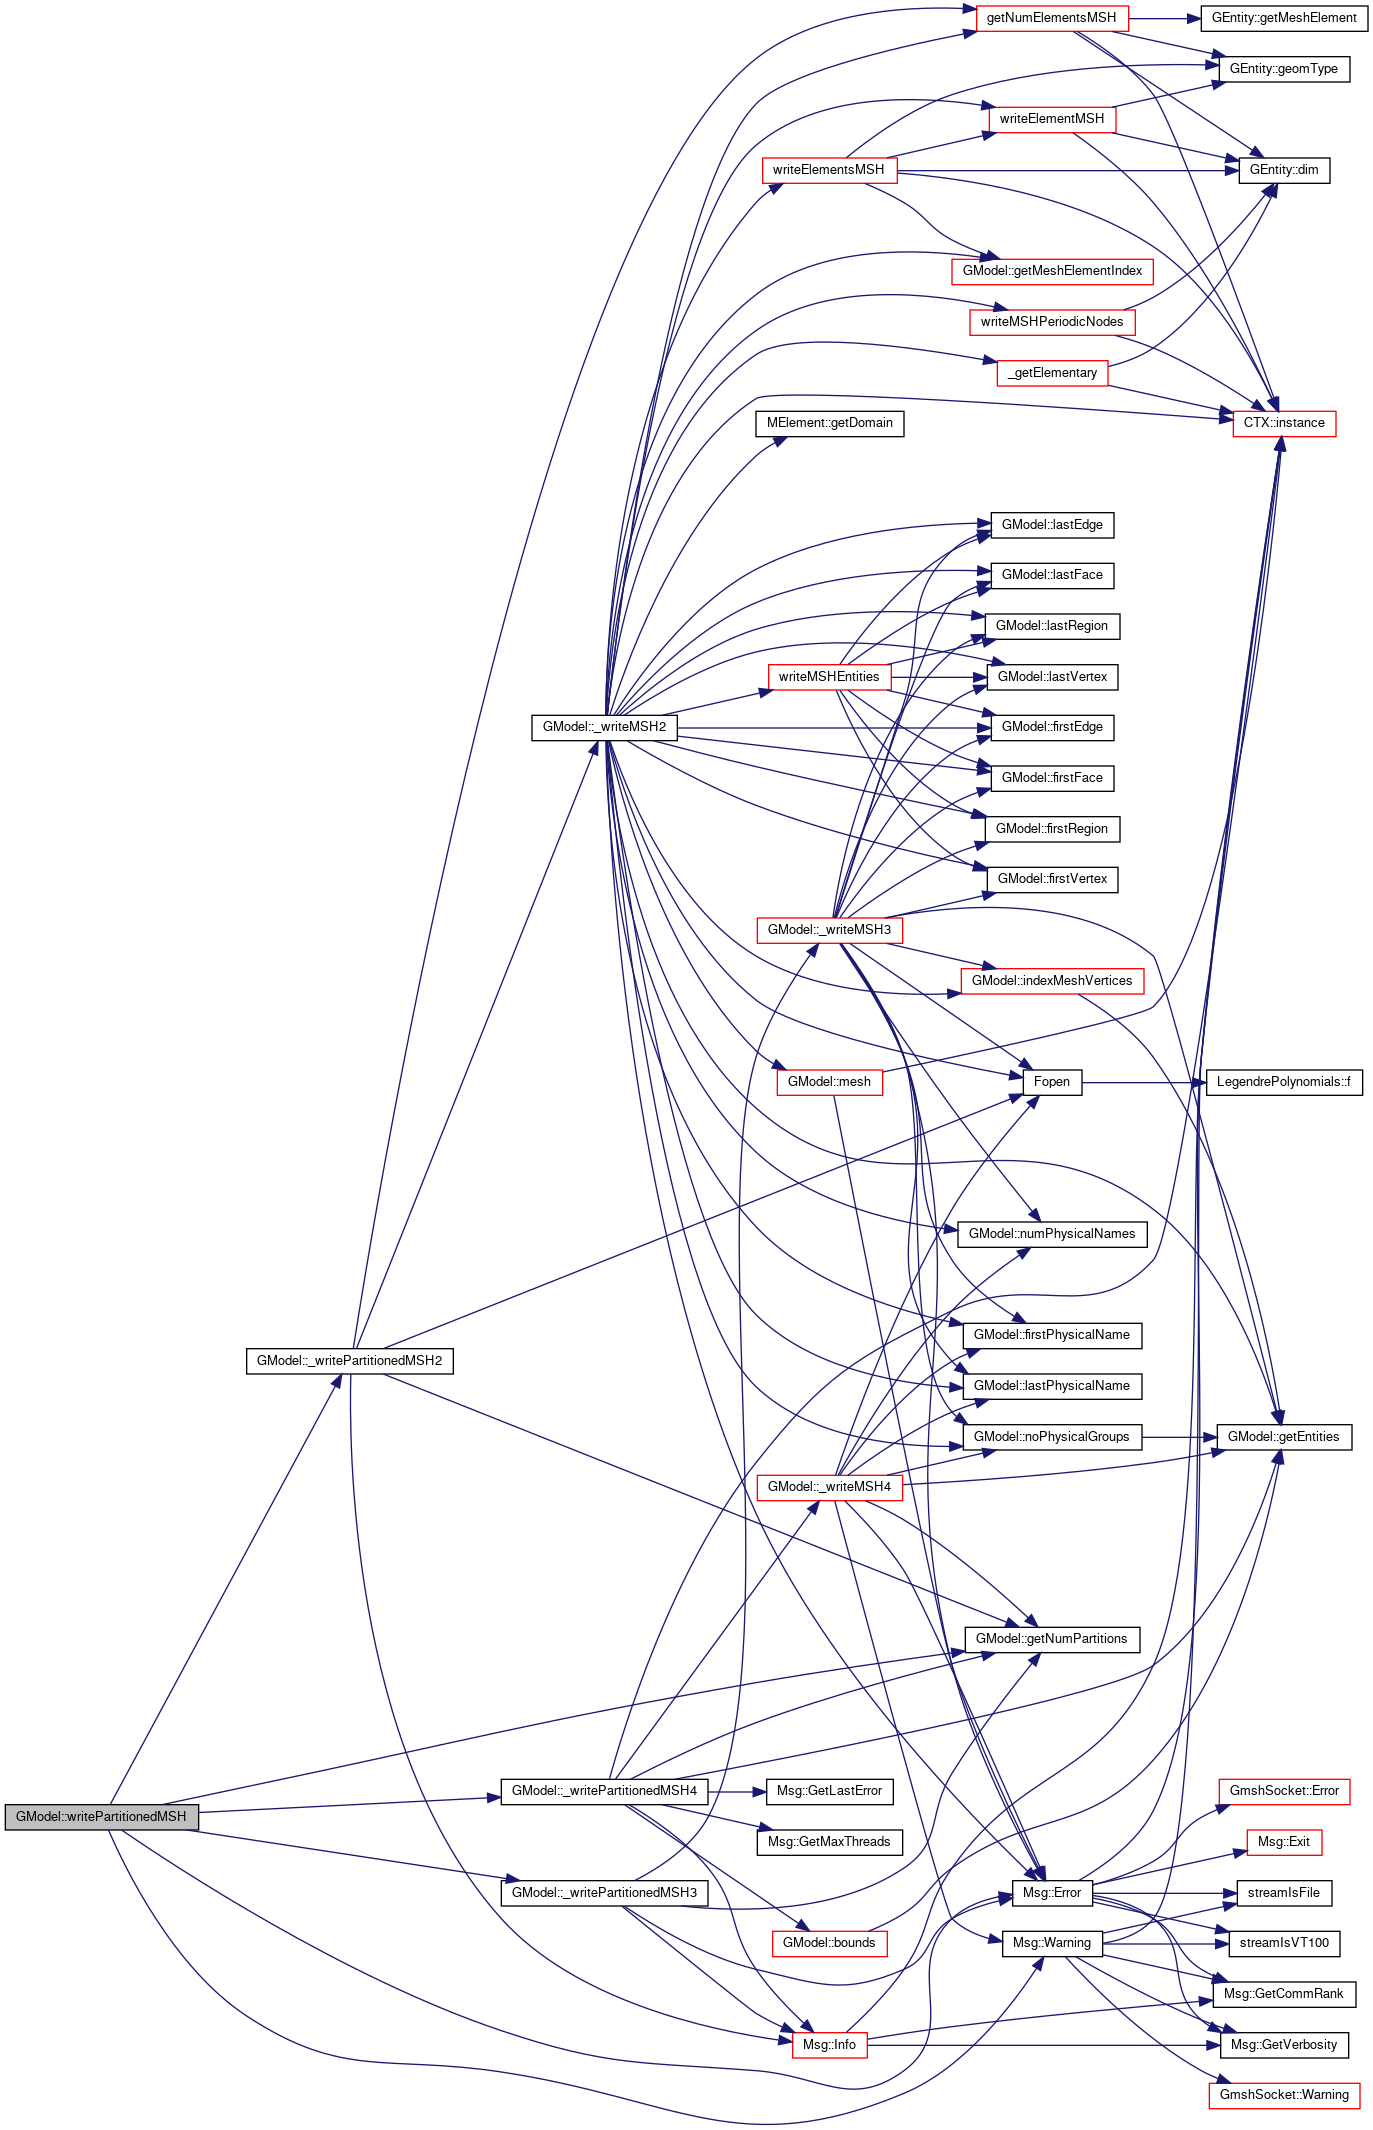 getNumElementsMSH
GEntity::getMeshElement
GEntity::geomType
writeElementMSH
writeElementsMSH
GEntity::dim
GModel::getMeshElementIndex
writeMSHPeriodicNodes
_getElementary
MElement::getDomain
CTX::instance
GModel::lastEdge
GModel::lastFace
GModel::lastRegion
writeMSHEntities
GModel::lastVertex
GModel::_writeMSH2
GModel::firstEdge
GModel::firstFace
GModel::firstRegion
GModel::firstVertex
GModel::_writeMSH3
GModel::indexMeshVertices
GModel::mesh
Fopen
LegendrePolynomials::f
GModel::numPhysicalNames
GModel::firstPhysicalName
GModel::_writePartitionedMSH2
GModel::lastPhysicalName
GModel::noPhysicalGroups
GModel::getEntities
GModel::_writeMSH4
GModel::getNumPartitions
GModel::_writePartitionedMSH4
Msg::GetLastError
GmshSocket::Error
GModel::writePartitionedMSH
Msg::GetMaxThreads
Msg::Exit
GModel::_writePartitionedMSH3
Msg::Error
streamIsFile
GModel::bounds
Msg::Warning
streamIsVT100
Msg::GetCommRank
Msg::Info
Msg::GetVerbosity
GmshSocket::Warning